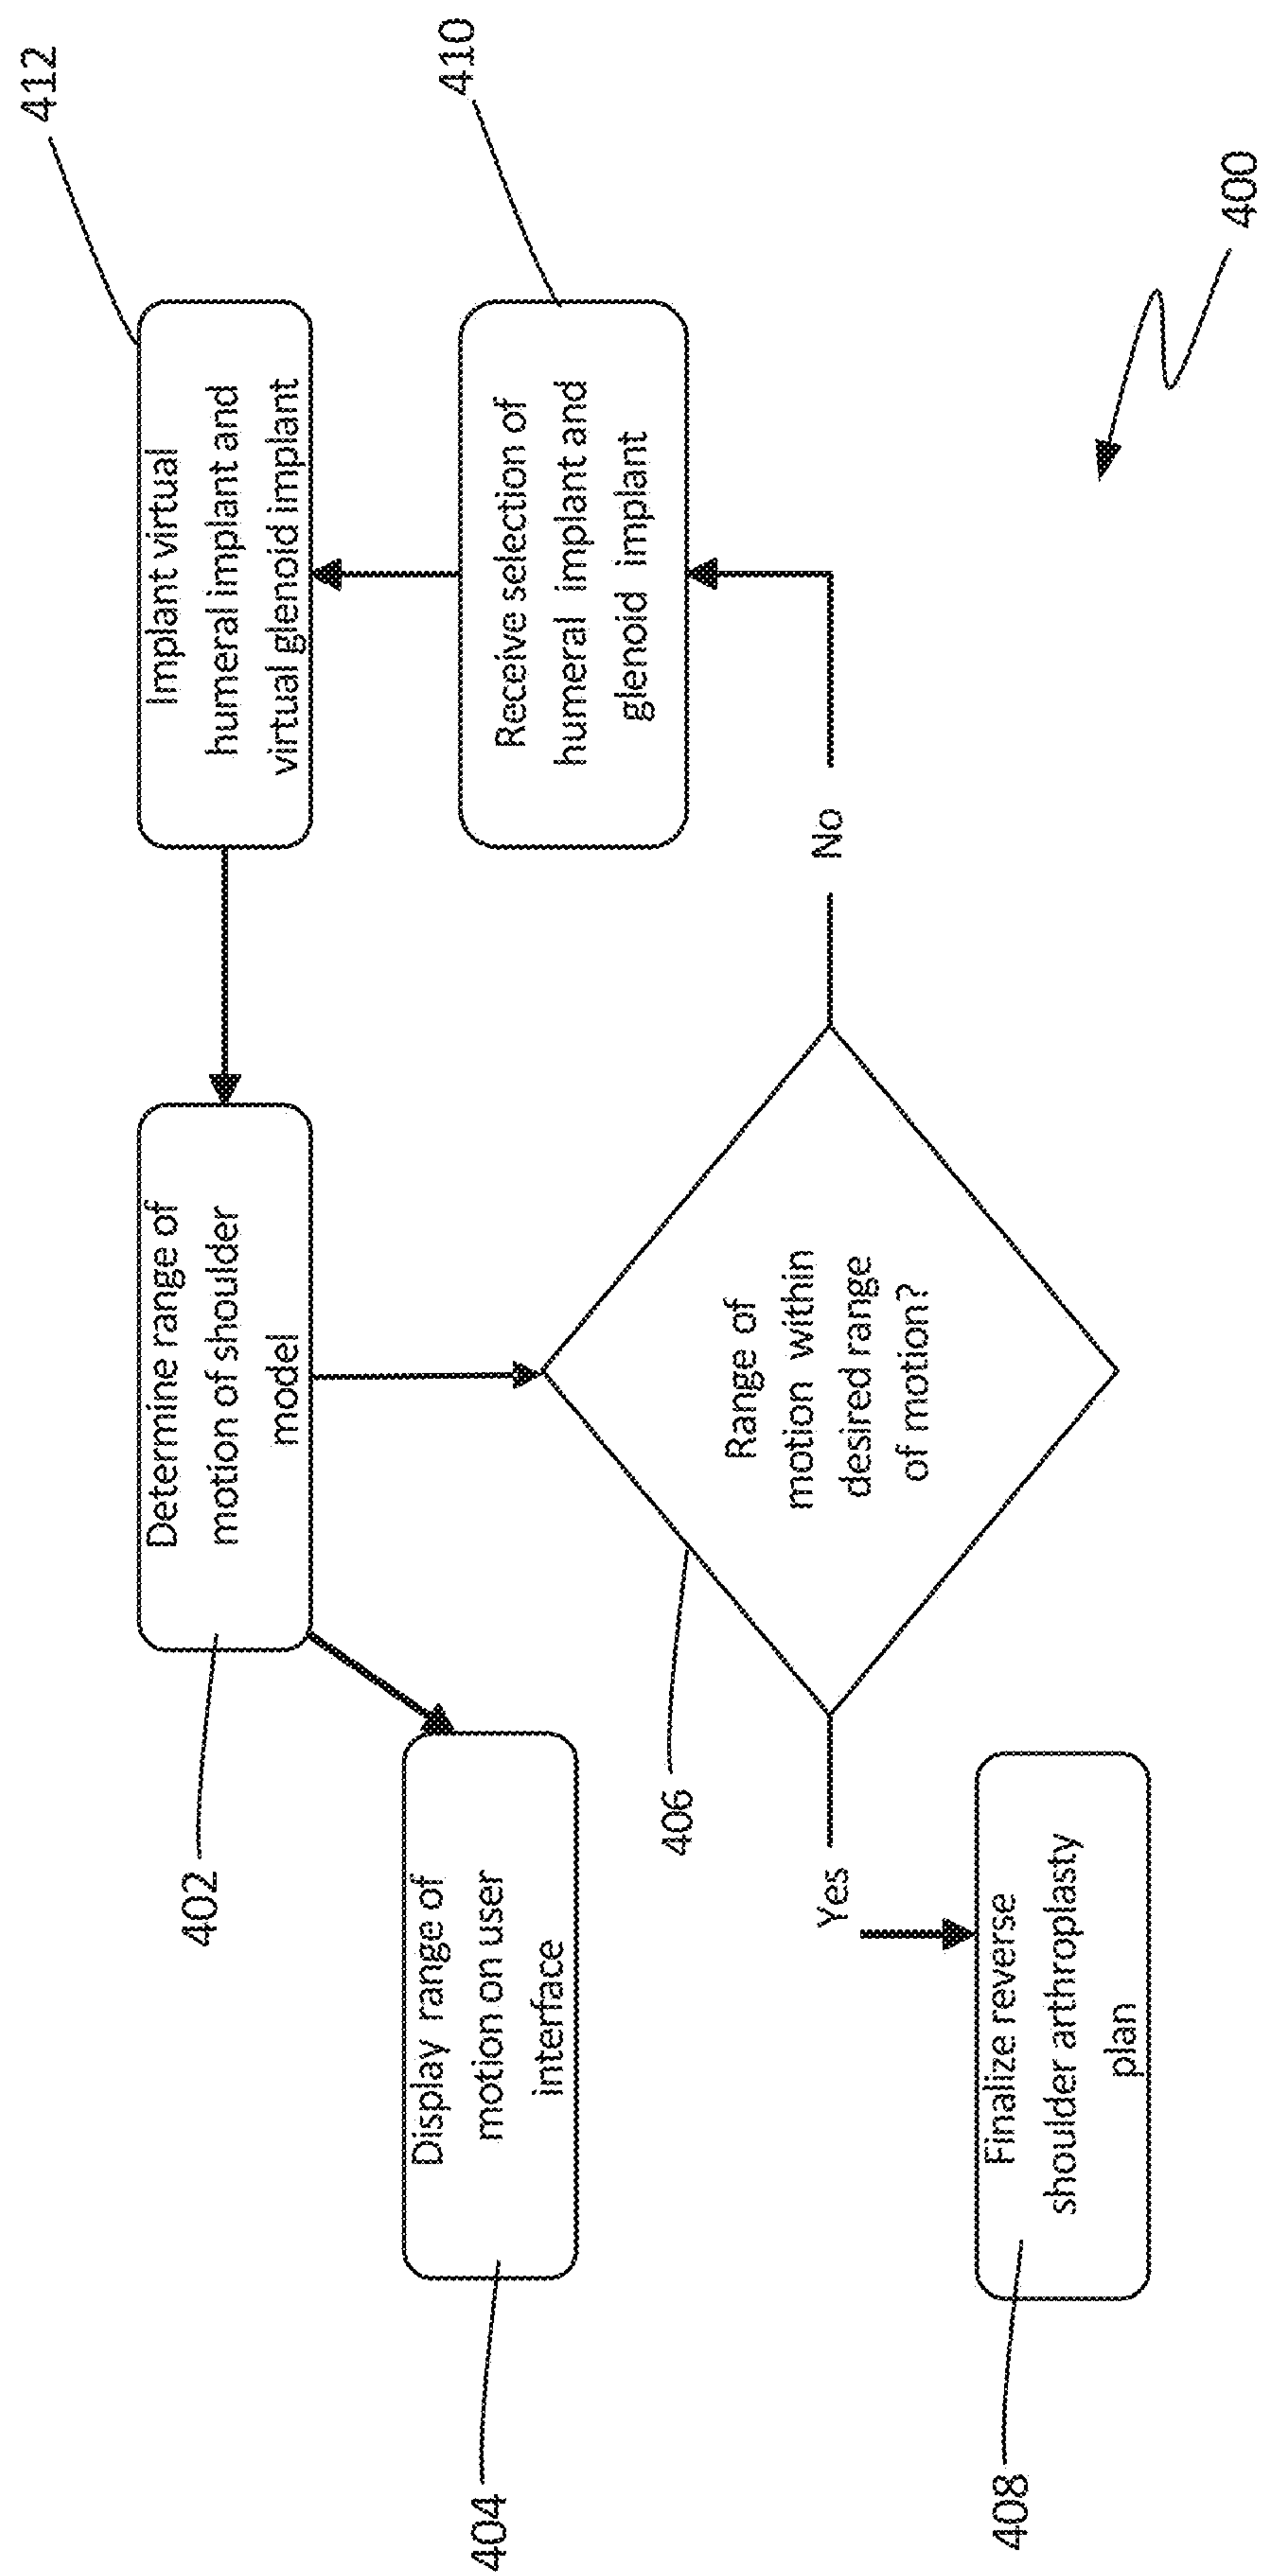 402
Determine range of
motion of shoulder
model
412
Implant virtual
humeral implant and
virtual glenoid implant
404
Display range of
motion on user
interface
410
Receive selection of
humeral implant and
glenoid implant
406
Range of
motion within
desired range
of motion?
Yes
No
408
Finalize reverse
shoulder arthroplasty
plan
400